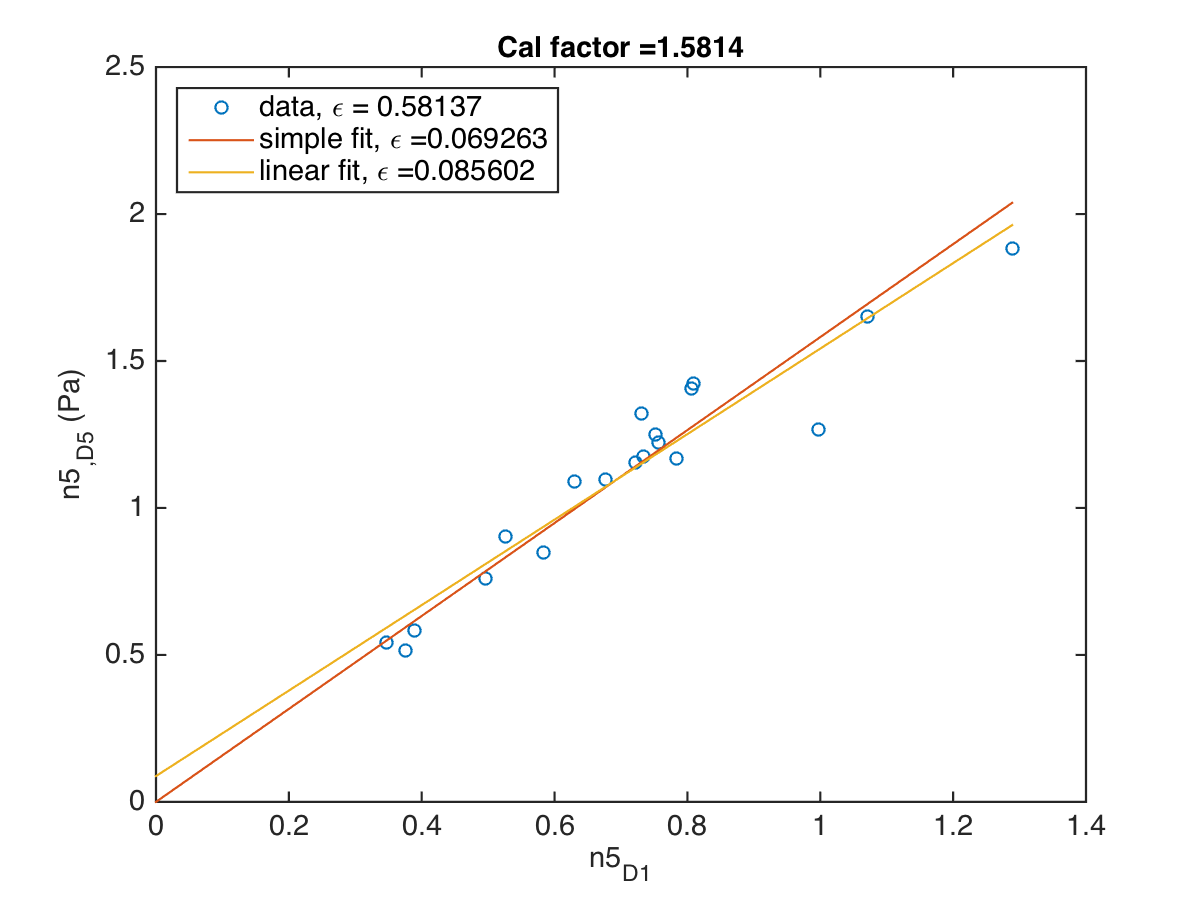 Cal factor =1.5814
2.5
2
1.5
1
0.5
0
data, ϵ = 0.58137
simple fit, ϵ =0.069263
linear fit, ϵ =0.085602
n5,D5 (Pa)
0 0.2 0.4 0.6 0.8 1 1.2 1.4
n5D1